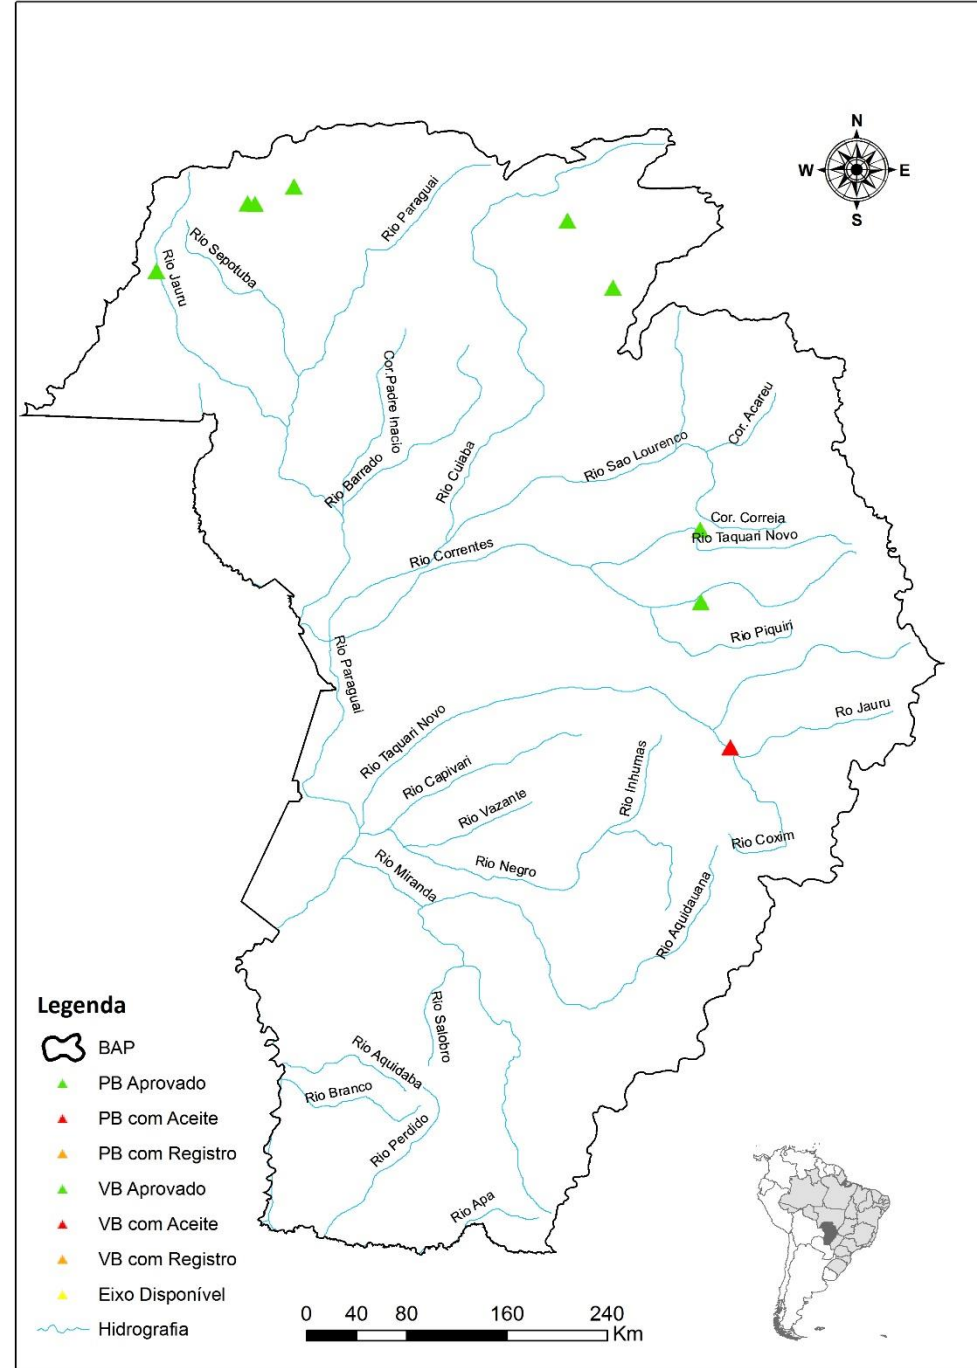 N
W
E
S
Rio Paraguai
Rio Sepotuba
Rio Jauru
Cor.Padre Inacio
Cor. Acareu
Rio Sao Lourenco
Rio Cuiaba
Rio Barrado
Cor. Correia
Rio Taquari Novo
Rio Correntes
Rio Piquiri
Rio Paraguai
Ro Jauru
Rio Taquari Novo
Rio Capivari
Rio Inhumas
Rio Vazante
Rio Coxim
Rio Negro
Rio Miranda
Rio Aquidauana
Rio Salobro
Rio Aquidaba
Rio Branco
Rio Perdido
Rio Apa
Legenda
BAP
PB Aprovado
PB com Aceite
PB com Registro
VB Aprovado
VB com Aceite
VB com Registro
Eixo Disponível
Hidrografia
0 40 80 160 240
Km